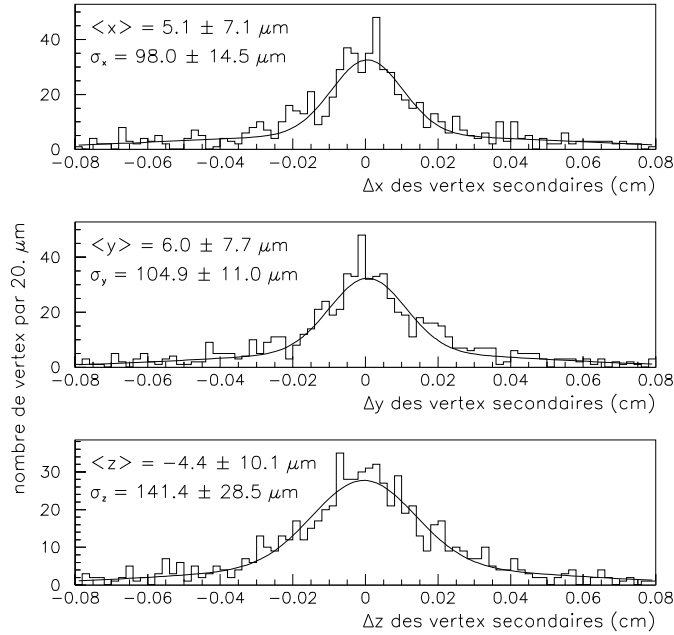 <x> = 5.1 ± 7.1 μm
σx = 98.0 ± 14.5 μm
40
20
0
-0.08 -0.06 -0.04 -0.02 0 0.02 0.04 0.06 0.08
Δx des vertex secondaires (cm)
nombre de vertex par 20. μm
<y> = 6.0 ± 7.7 μm
σy = 104.9 ± 11.0 μm
40
20
0
-0.08 -0.06 -0.04 -0.02 0 0.02 0.04 0.06 0.08
Δy des vertex secondaires (cm)
<z> = -4.4 ± 10.1 μm
σz = 141.4 ± 28.5 μm
30
20
10
0
-0.08 -0.06 -0.04 -0.02 0 0.02 0.04 0.06 0.08
Δz des vertex secondaires (cm)